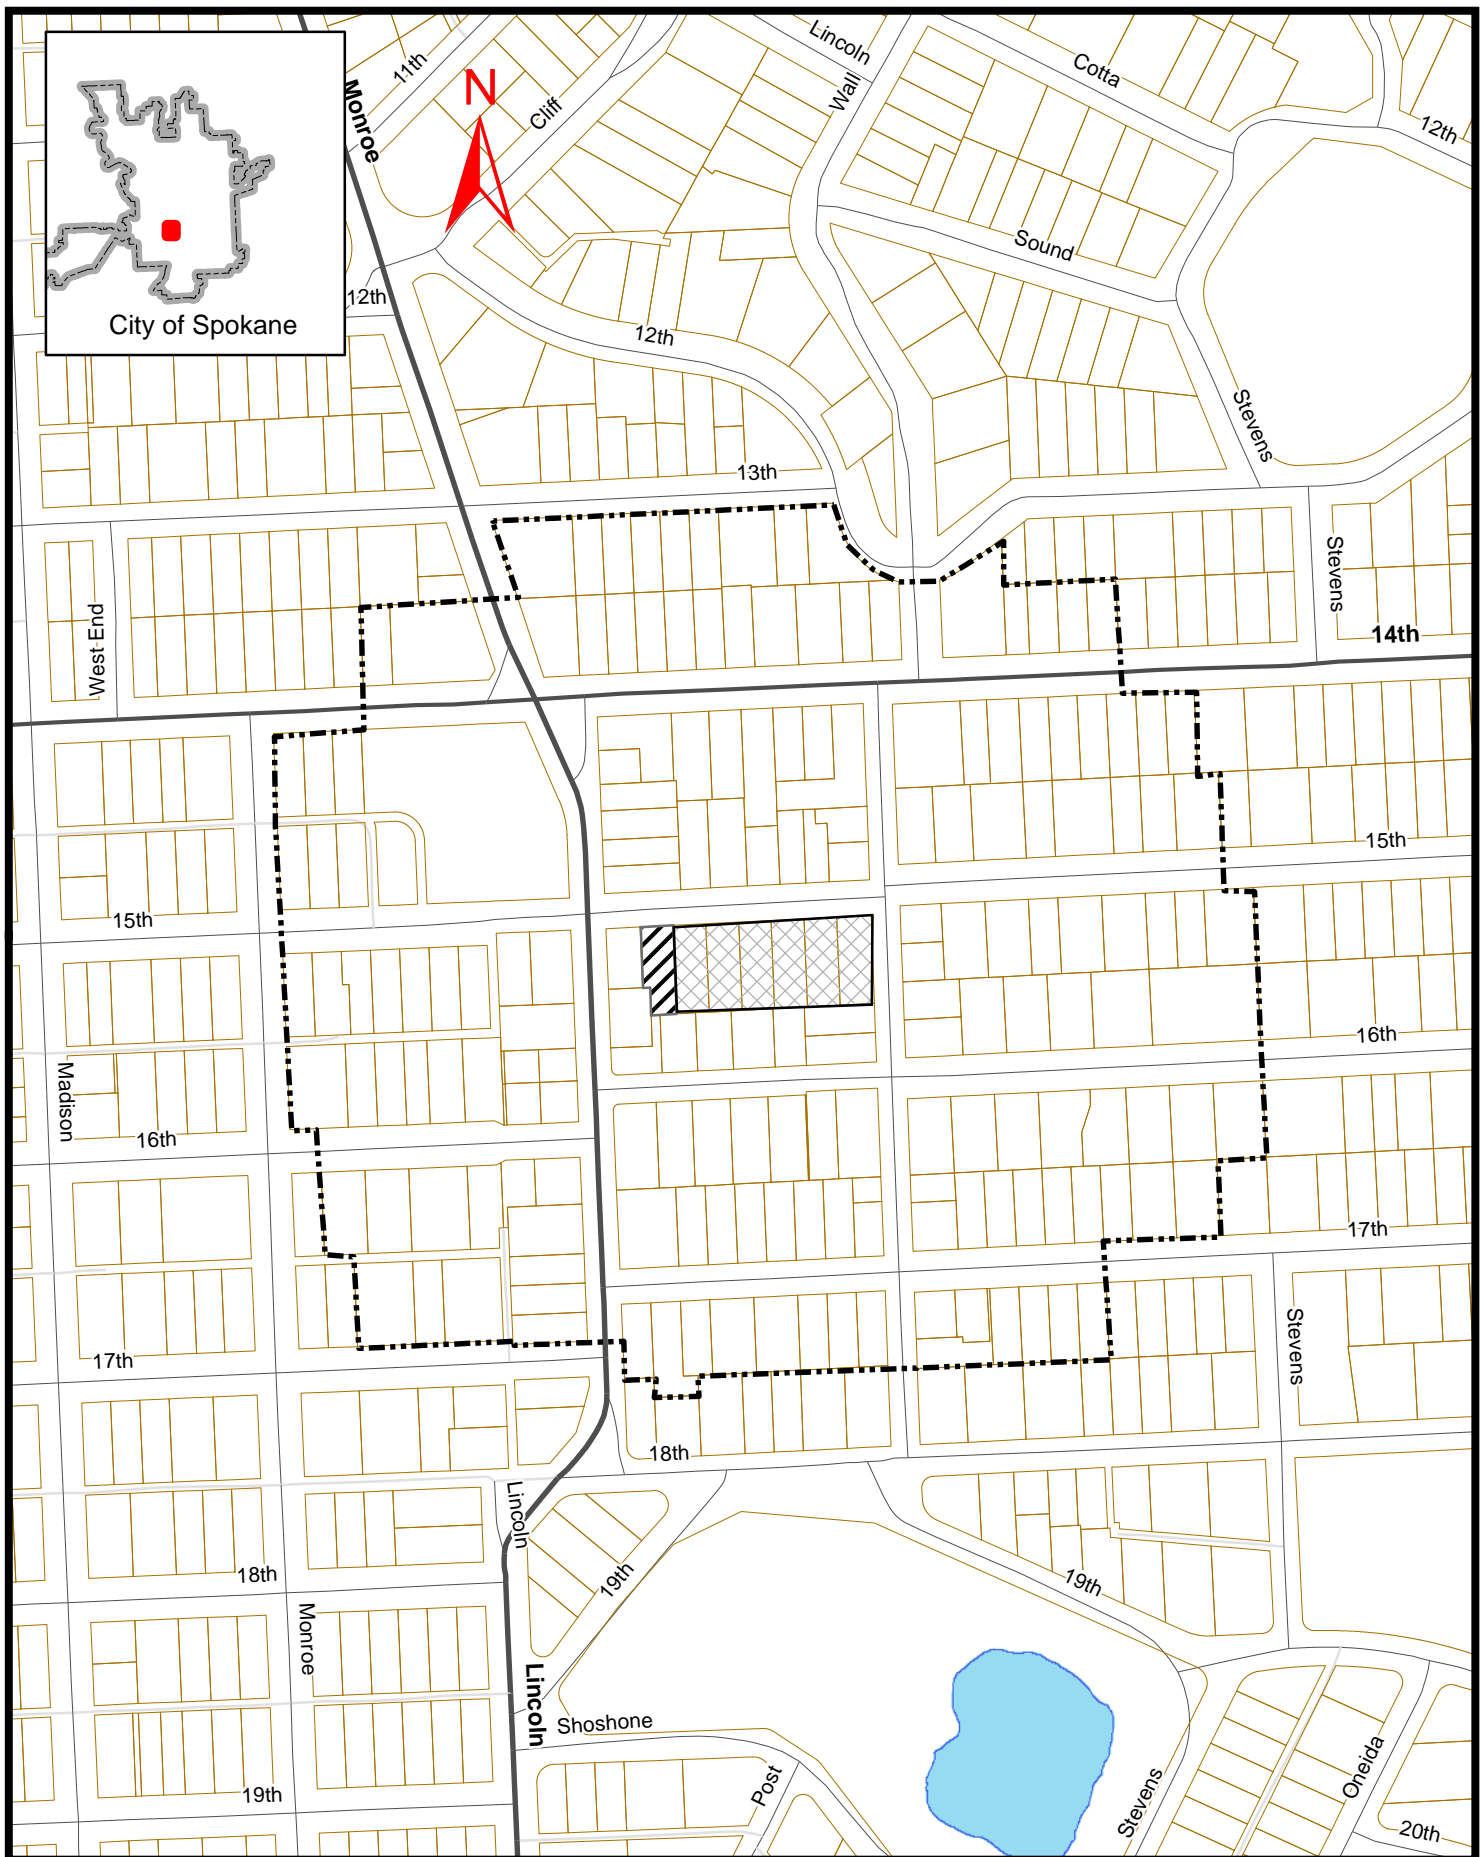 Lincoln
11th
Cotta
N
Wall
Monroe
Cliff
12th
Sound
12th
City of Spokane
12th
Stevens
13th
Stevens
West End
14th
15th
15th
16th
Madison
16th
17th
Stevens
17th
18th
Lincoln
18th
19th
19th
Monroe
Lincoln
Shoshone
Post
Stevens
Oneida
19th
20th